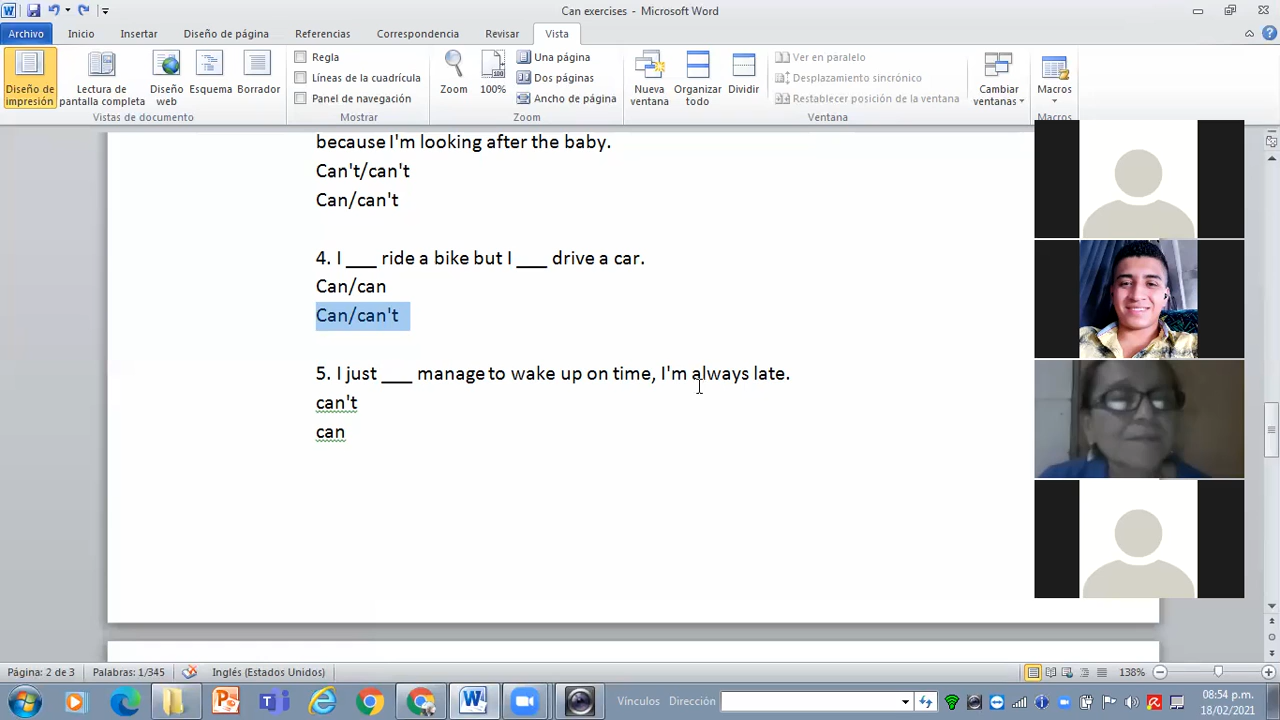 Can exercises - Microsoft Word
Archivo Inicio Insertar Diseño de página Referencias Correspondencia Revisar Vista
Diseño de impresión
Lectura de pantalla completa
Diseño web
Esquema
Borrador
Vistas de documento
Regla
Líneas de la cuadrícula
Panel de navegación
Mostrar
Zoom
100%
Una página
Dos páginas
Ancho de página
Zoom
Nueva ventana
Organizar todo
Dividir
Ver en paralelo
Desplazamiento sincrónico
Restablecer posición de la ventana
Cambiar ventanas
Ventana
Macros
Macros
because I'm looking after the baby.
Can't/can't
Can/can't
4. I ___ ride a bike but I ___ drive a car.
Can/can
Can/can't
5. I just ___ manage to wake up on time, I'm always late.
can't
can
Página: 2 de 3 Palabras: 1/345 Inglés (Estados Unidos) 138%
Vínculos Dirección 08:54 p.m.
18/02/2021